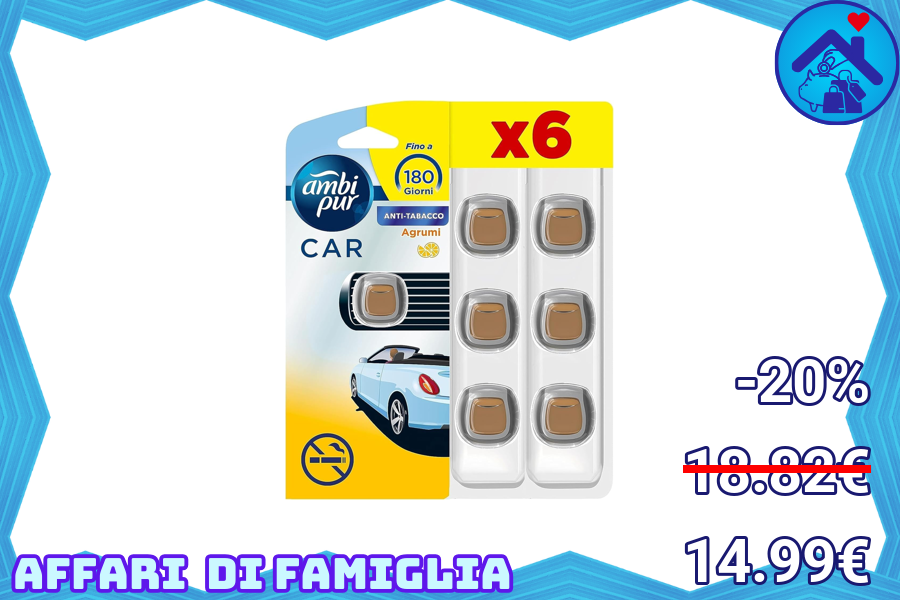 x6
Fino a
180
Giorni
ambi
pur
ANTI-TABACCO
Agrumi
CAR
-20%
18.82€
14.99€
AFFARI DI FAMIGLIA